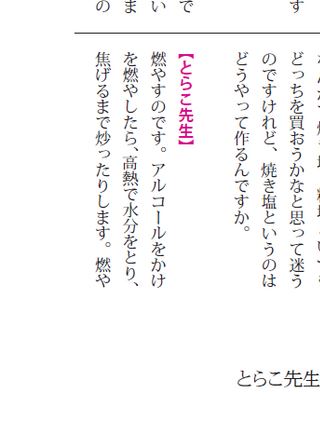 す
で
い
ま
の
どっちを買おうかなと思って迷う
のですけれど、焼き塩というのは
どうやって作るんですか。
【とらこ先生】
燃やすのです。アルコールをかけ
を燃やしたら、高熱で水分をとり、
焦げるまで炒ったりします。燃や
とらこ先生